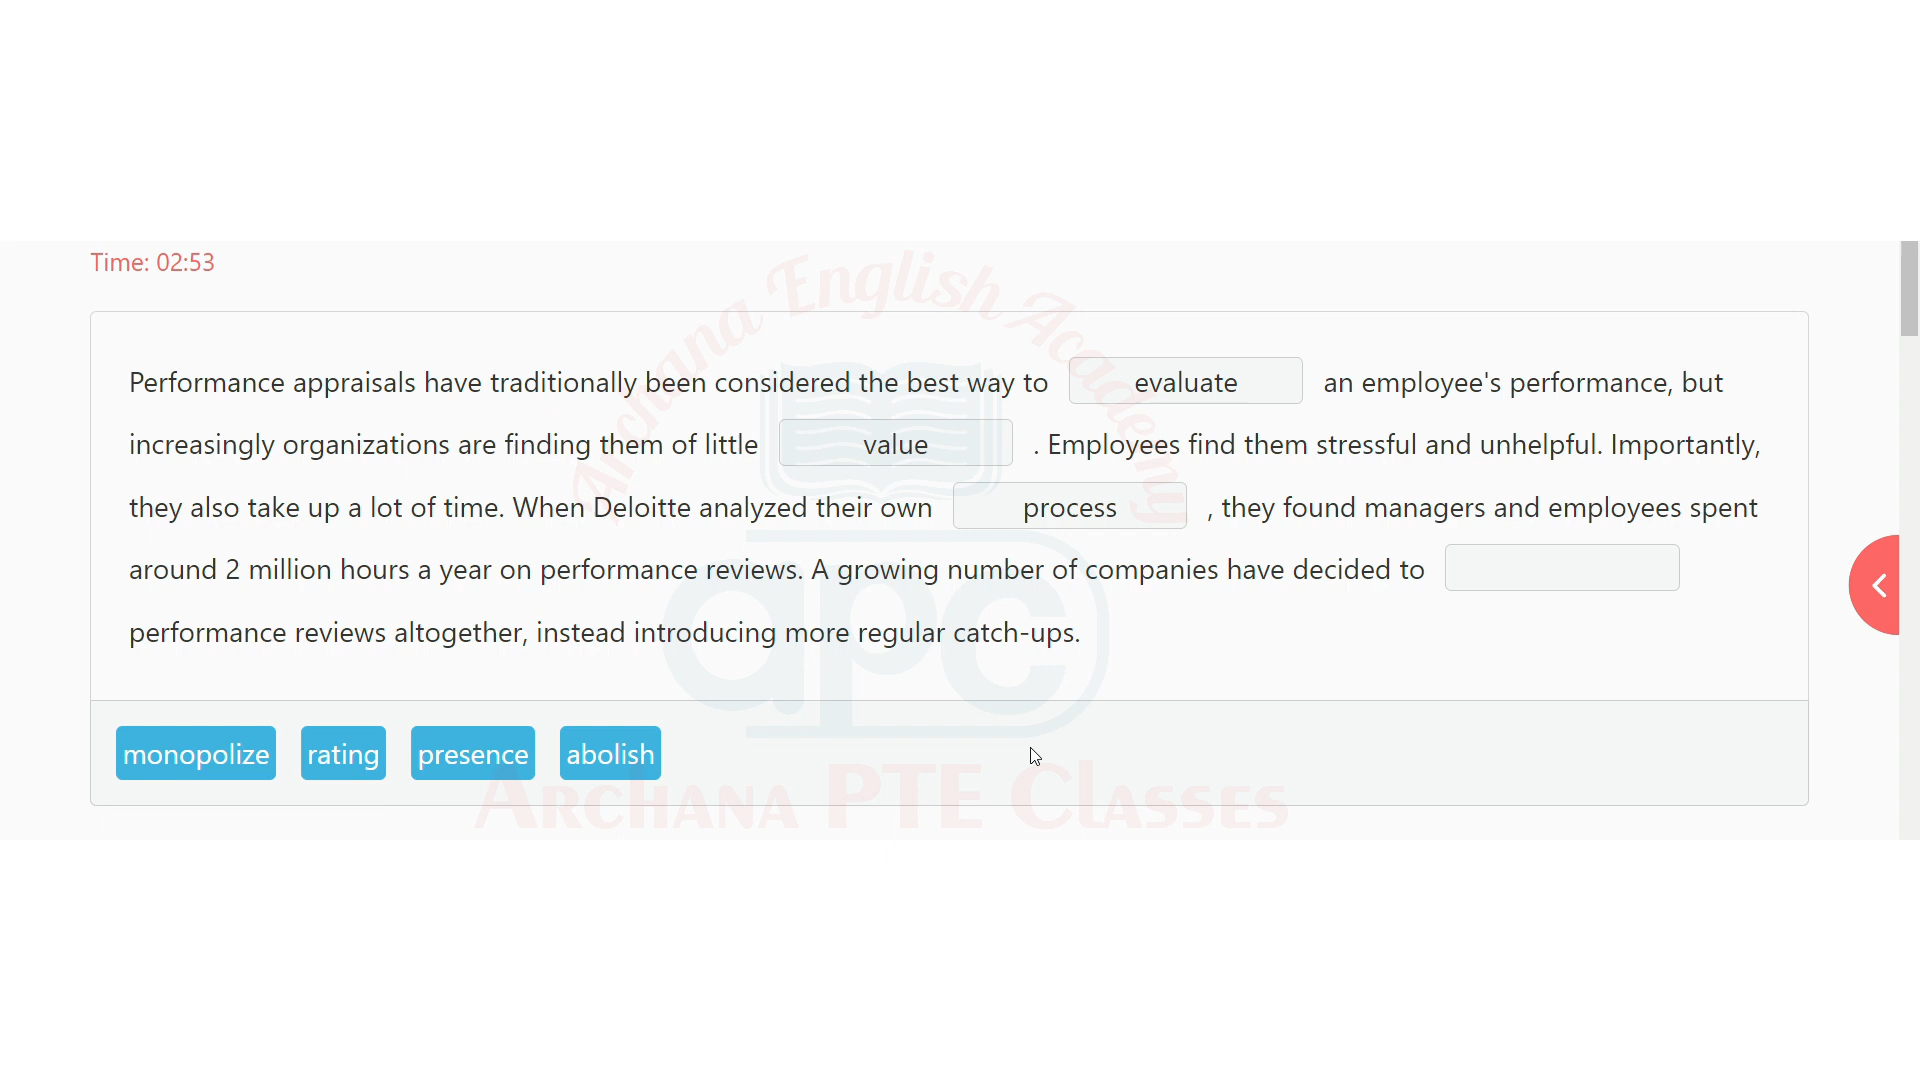 Time: 02:53
Archana English Academy
Performance appraisals have traditionally been considered the best way to evaluate an employee's performance, but
increasingly organizations are finding them of little value . Employees find them stressful and unhelpful. Importantly,
they also take up a lot of time. When Deloitte analyzed their own process , they found managers and employees spent
around 2 million hours a year on performance reviews. A growing number of companies have decided to
performance reviews altogether, instead introducing more regular catch-ups.
apc
monopolize rating presence abolish
ARCHANA PTE CLASSES